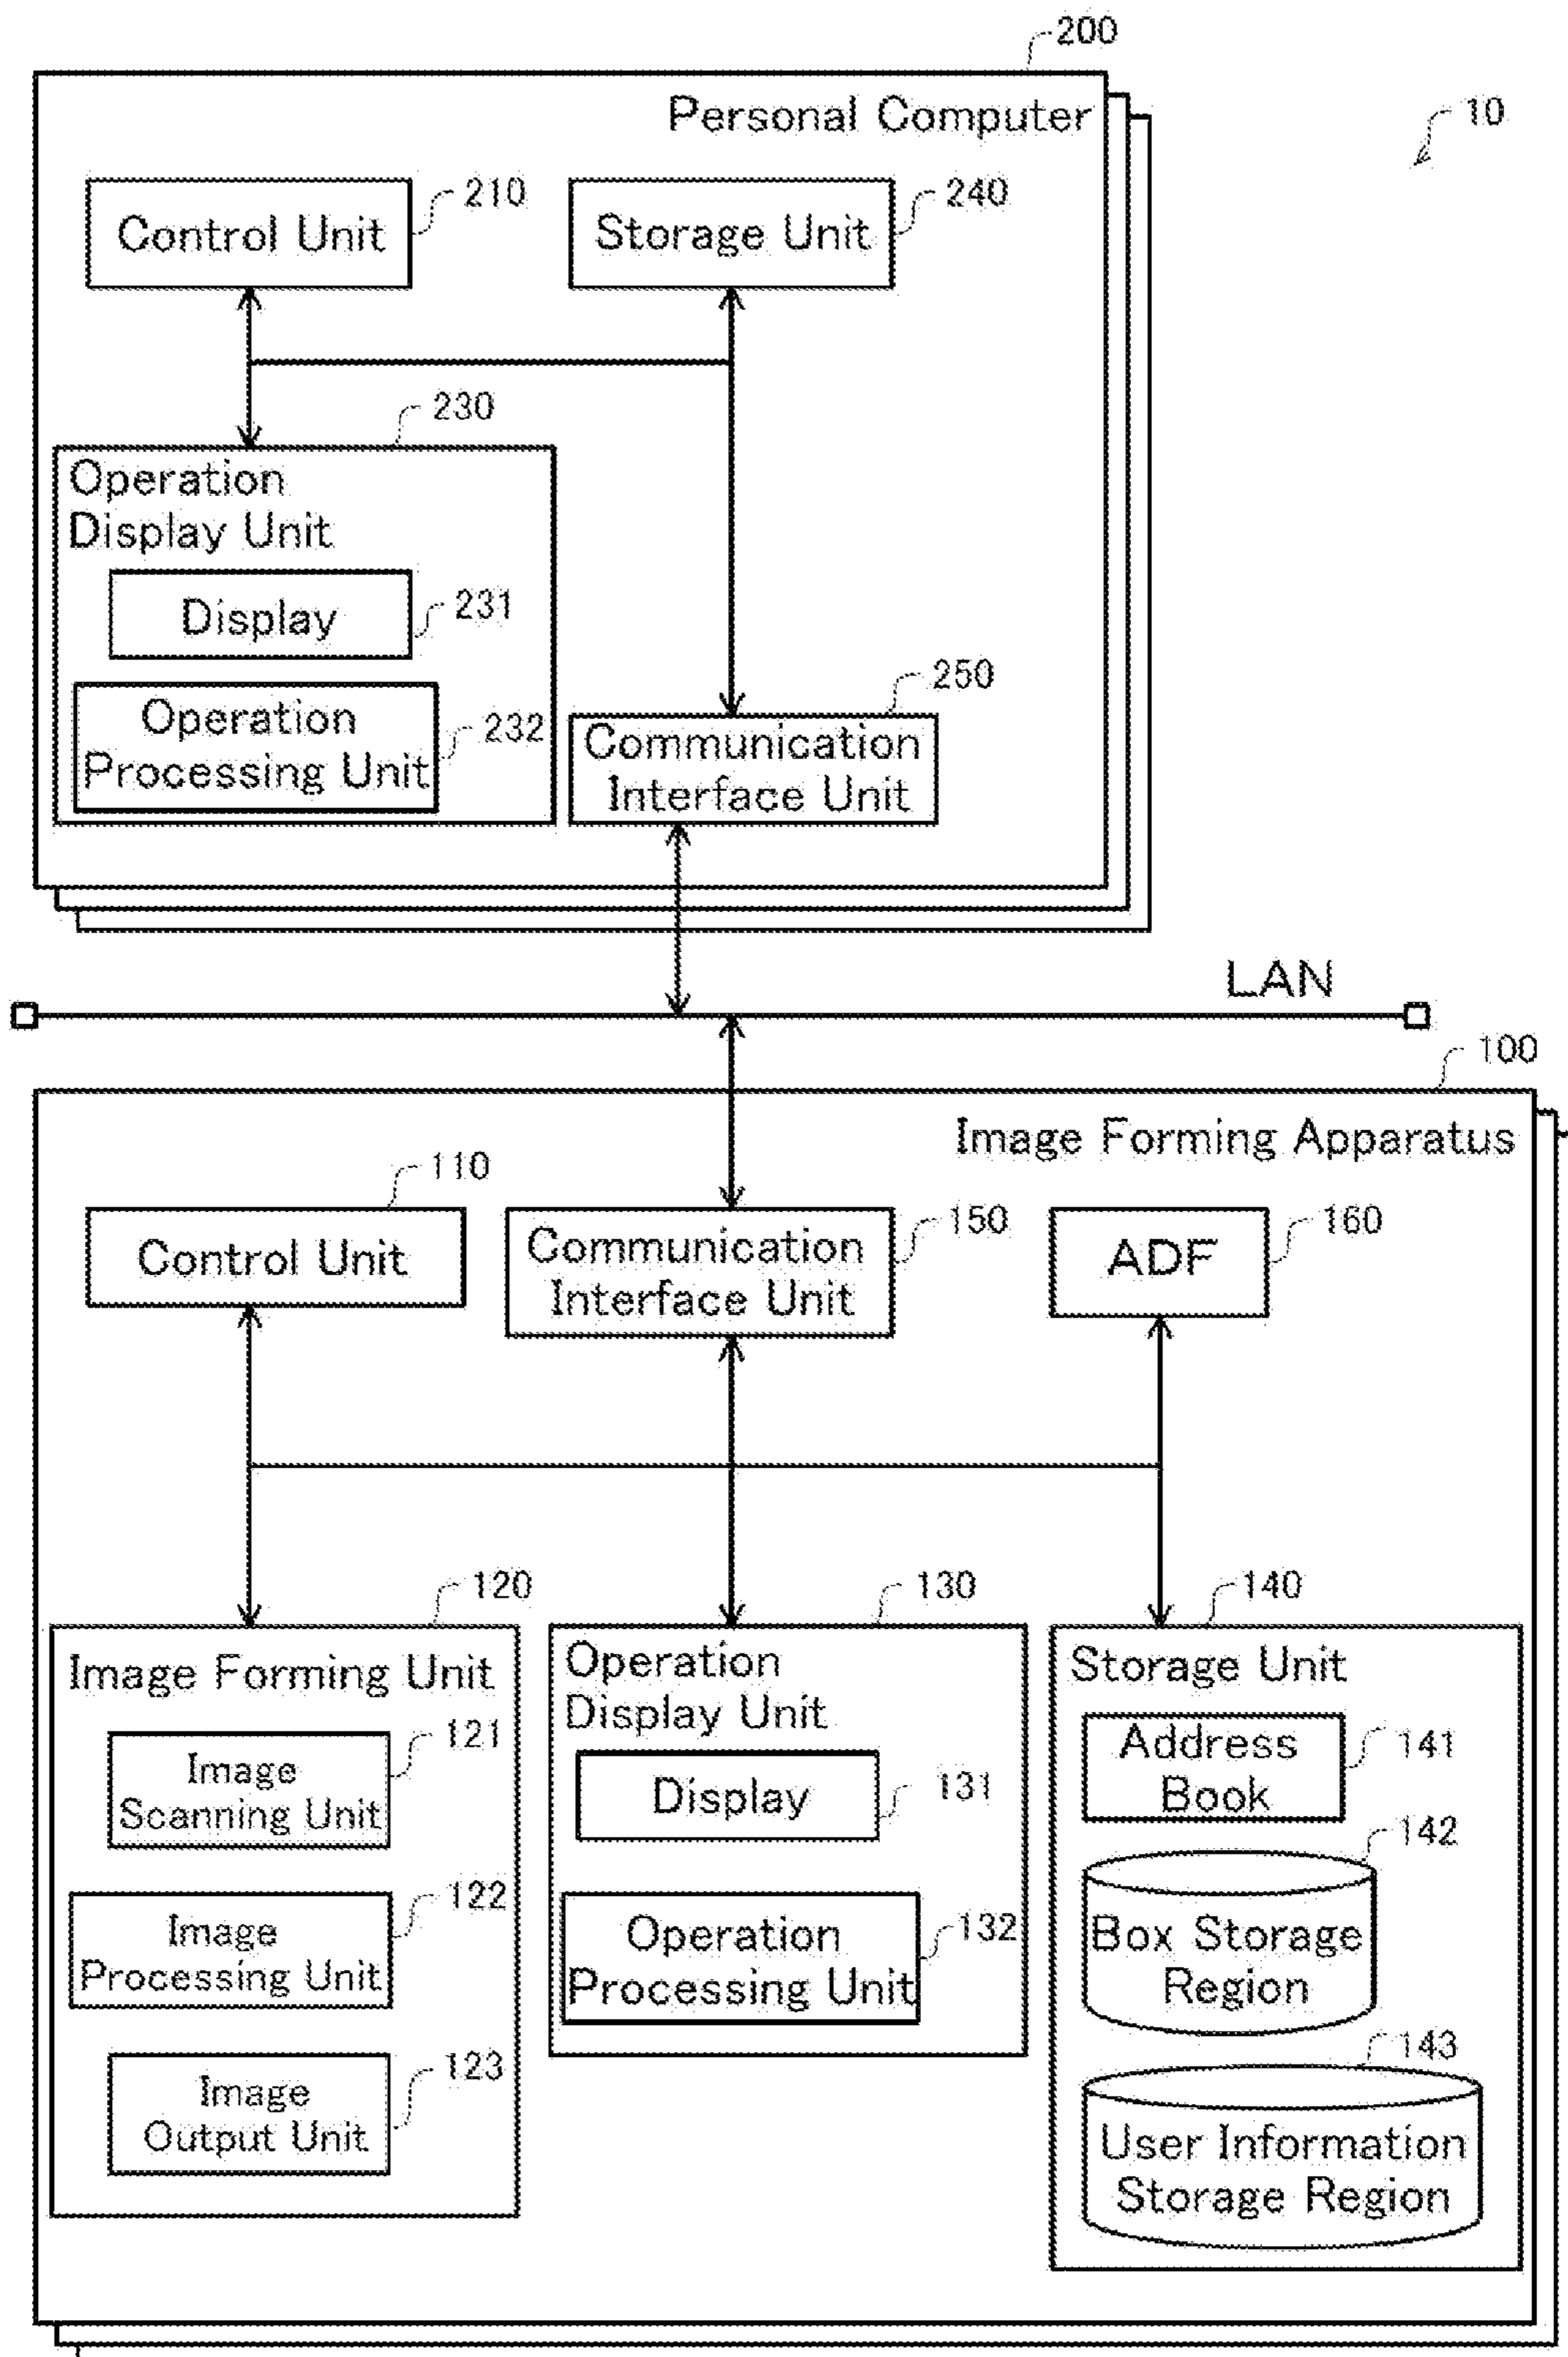 200
Personal Computer
10
Control Unit
210
Storage Unit
240
230
Operation
Display Unit
Display
231
Operation
Processing Unit
232
250
Communication
Interface Unit
LAN
100
Image Forming Apparatus
110
Control Unit
Communication
Interface Unit
150
ADF
160
120
Image Forming Unit
Image
Scanning Unit
121
Image
Processing Unit
122
Image
Output Unit
123
130
Operation
Display Unit
Display
131
Operation
Processing Unit
132
140
Storage Unit
Address
Book
141
142
Box Storage
Region
143
User Information
Storage Region